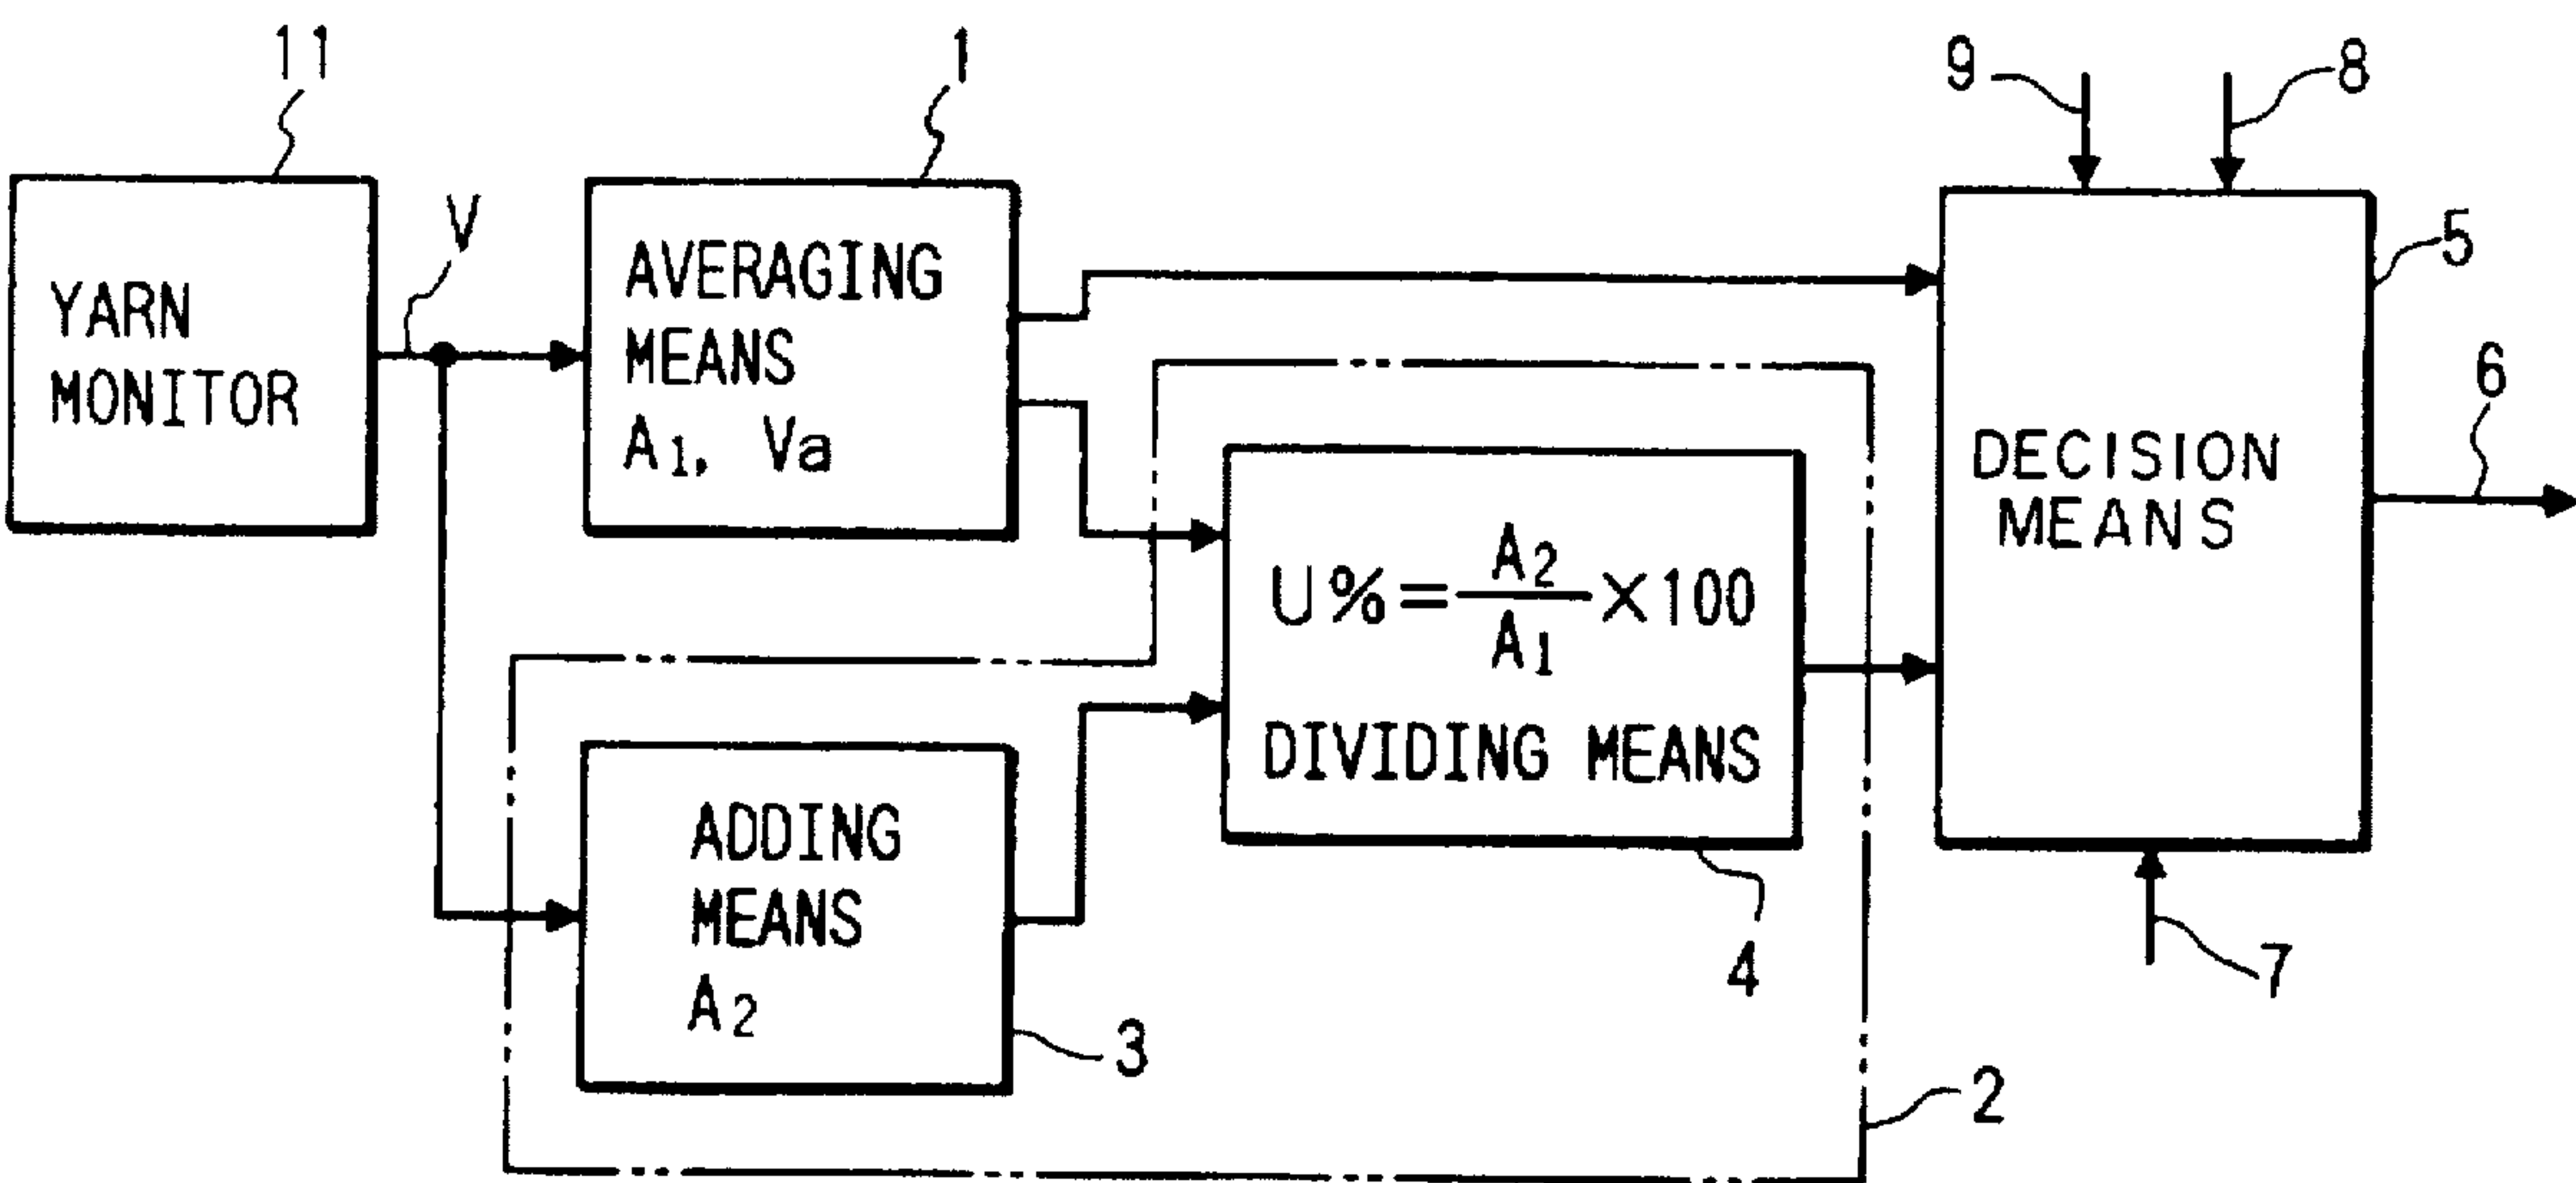 11
1
9
8
YARN
MONITOR
V
AVERAGING
MEANS
A1, Va
5
DECISION
MEANS
6
U%=A2/A1×100
DIVIDING MEANS
ADDING
MEANS
A2
3
4
7
2